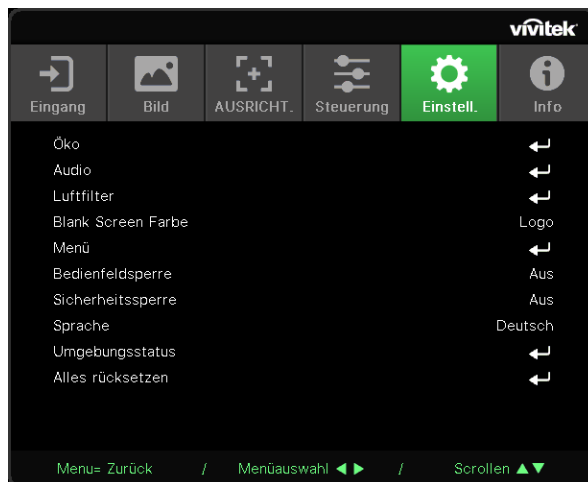 vivitek
Eingang Bild AUSRICHT. Steuerung Einstell. Info
Öko
Audio
Luftfilter
Blank Screen Farbe Logo
Menü
Bedienfeldsperre Aus
Sicherheitssperre Aus
Sprache Deutsch
Umgebungsstatus
Alles rücksetzen
Menu= Zurück / Menüauswahl ◀ ▶ / Scrollen ▲▼